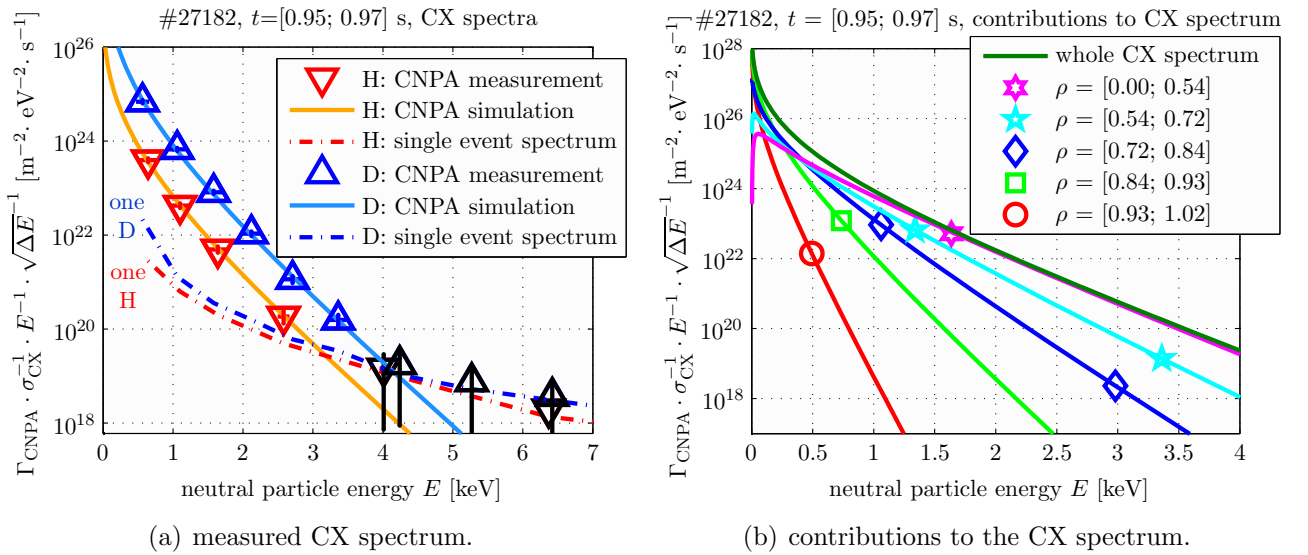 #27182, t=[0.95; 0.97] s, CX spectra
Γ_CNPA · σ_CX^{-1} · E^{-1} · √ΔE^{-1} [m^{-2} · eV^{-2} · s^{-1}]
10^{26}
10^{24}
10^{22}
10^{20}
10^{18}
H: CNPA measurement
H: CNPA simulation
H: single event spectrum
D: CNPA measurement
D: CNPA simulation
D: single event spectrum
one
D
one
H
0 1 2 3 4 5 6 7
neutral particle energy E [keV]
(a) measured CX spectrum.
#27182, t = [0.95; 0.97] s, contributions to CX spectrum
Γ_CNPA · σ_CX^{-1} · E^{-1} · √ΔE^{-1} [m^{-2} · eV^{-2} · s^{-1}]
10^{28}
10^{26}
10^{24}
10^{22}
10^{20}
10^{18}
whole CX spectrum
ρ = [0.00; 0.54]
ρ = [0.54; 0.72]
ρ = [0.72; 0.84]
ρ = [0.84; 0.93]
ρ = [0.93; 1.02]
0 0.5 1 1.5 2 2.5 3 3.5 4
neutral particle energy E [keV]
(b) contributions to the CX spectrum.